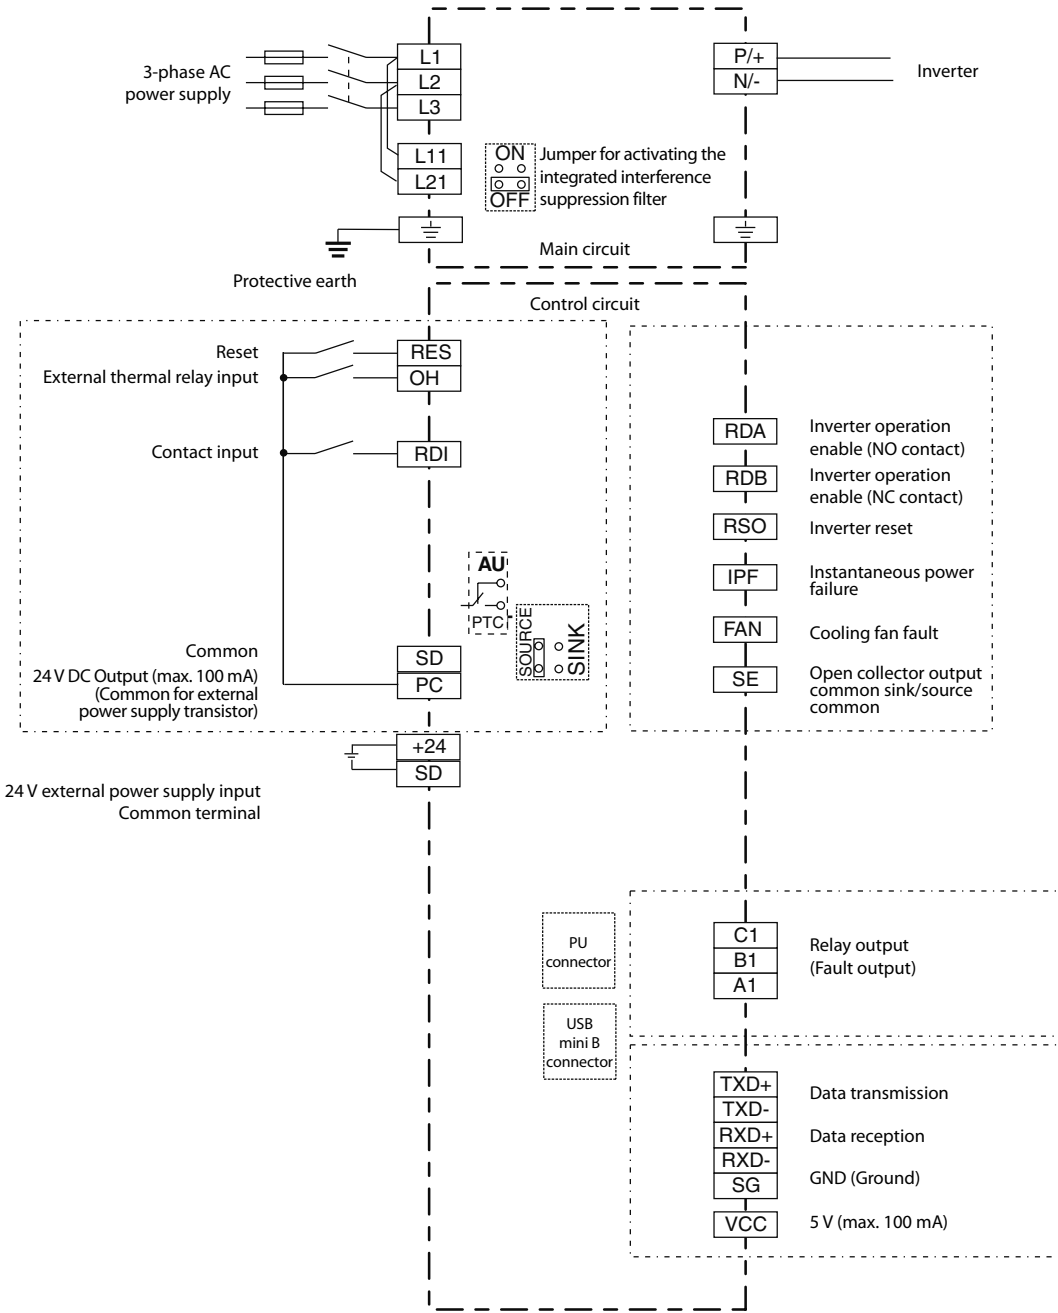 3-phase AC
power supply
L1
L2
L3
L11
L21
ON
OFF
Jumper for activating the
integrated interference
suppression filter
P/+
N/-
Inverter
Protective earth
Main circuit
Control circuit
Reset
RES
External thermal relay input
OH
Contact input
RDI
AU
PTC
SOURCE
SINK
Common
SD
24 V DC Output (max. 100 mA)
(Common for external
power supply transistor)
PC
+24
SD
24 V external power supply input
Common terminal
RDA
Inverter operation
enable (NO contact)
RDB
Inverter operation
enable (NC contact)
RSO
Inverter reset
IPF
Instantaneous power
failure
FAN
Cooling fan fault
SE
Open collector output
common sink/source
common
PU
connector
USB
mini B
connector
C1
B1
A1
Relay output
(Fault output)
TXD+
TXD-
Data transmission
RXD+
RXD-
Data reception
SG
GND (Ground)
VCC
5 V (max. 100 mA)